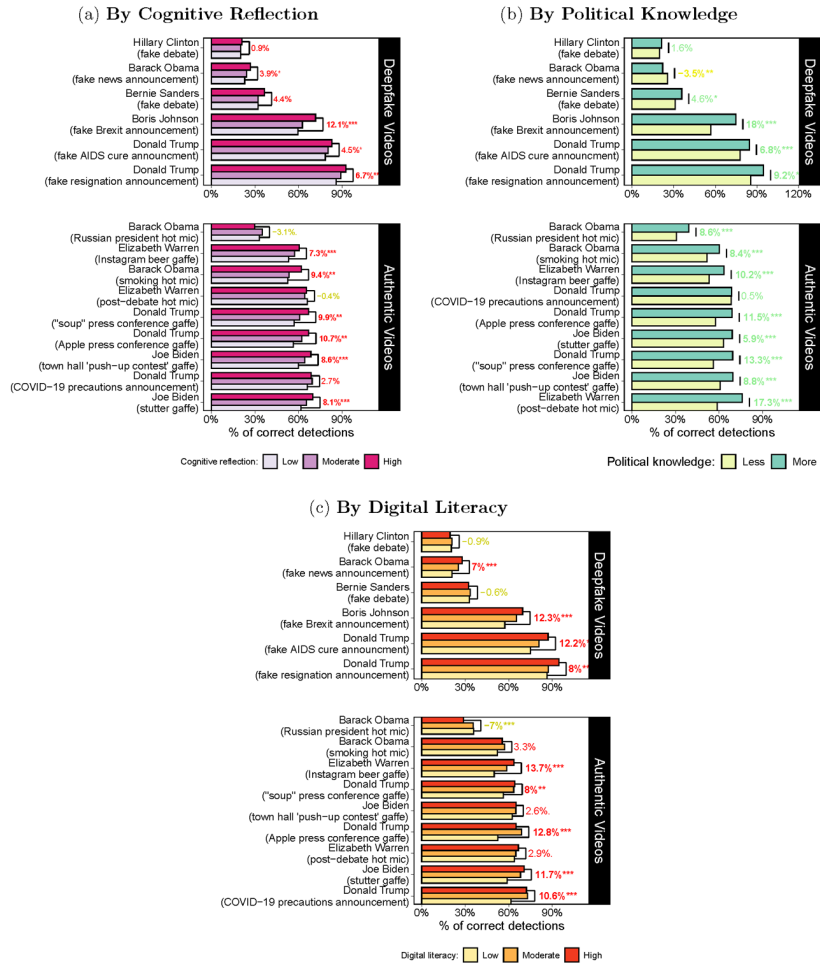 (a) By Cognitive Reflection
Hillary Clinton
(fake debate)
0.9%
Barack Obama
(fake news announcement)
3.9%*
Bernie Sanders
(fake debate)
4.4%
Boris Johnson
(fake Brexit announcement)
12.1%***
Donald Trump
(fake AIDS cure announcment)
4.5%*
Donald Trump
(fake resignation announcement)
6.7%**
0% 30% 60% 90%
Deepfake Videos
Barack Obama
(Russian president hot mic)
−3.1%.
Elizabeth Warren
(Instagram beer gaffe)
7.3%***
Barack Obama
(smoking hot mic)
9.4%**
Elizabeth Warren
(post-debate hot mic)
−0.4%
Donald Trump
("soup" press conference gaffe)
9.9%**
Donald Trump
(Apple press conference gaffe)
10.7%**
Joe Biden
(town hall 'push-up contest' gaffe)
8.6%***
Donald Trump
(COVID-19 precautions announcement)
2.7%
Joe Biden
(stutter gaffe)
8.1%***
0% 30% 60% 90%
Authentic Videos
% of correct detections
Cognitive reflection: Low Moderate High
(b) By Political Knowledge
Hillary Clinton
(fake debate)
1.6%
Barack Obama
(fake news announcement)
−3.5%**
Bernie Sanders
(fake debate)
4.6%*
Boris Johnson
(fake Brexit announcement)
18%***
Donald Trump
(fake AIDS cure announcment)
6.8%***
Donald Trump
(fake resignation announcement)
9.2%*
0% 30% 60% 90% 120%
Deepfake Videos
Barack Obama
(Russian president hot mic)
8.6%***
Barack Obama
(smoking hot mic)
8.4%***
Elizabeth Warren
(Instagram beer gaffe)
10.2%***
Donald Trump
(COVID-19 precautions announcement)
0.5%
Donald Trump
(Apple press conference gaffe)
11.5%***
Joe Biden
(stutter gaffe)
5.9%***
Donald Trump
("soup" press conference gaffe)
13.3%***
Joe Biden
(town hall 'push-up contest' gaffe)
8.8%***
Elizabeth Warren
(post-debate hot mic)
17.3%***
0% 30% 60% 90%
Authentic Videos
% of correct detections
Political knowledge: Less More
(c) By Digital Literacy
Hillary Clinton
(fake debate)
−0.9%
Barack Obama
(fake news announcement)
7%***
Bernie Sanders
(fake debate)
−0.6%
Boris Johnson
(fake Brexit announcement)
12.3%***
Donald Trump
(fake AIDS cure announcment)
12.2%*
Donald Trump
(fake resignation announcement)
8%**
0% 30% 60% 90%
Deepfake Videos
Barack Obama
(Russian president hot mic)
−7%***
Barack Obama
(smoking hot mic)
3.3%
Elizabeth Warren
(Instagram beer gaffe)
13.7%***
Donald Trump
("soup" press conference gaffe)
8%**
Joe Biden
(town hall 'push-up contest' gaffe)
2.6%.
Donald Trump
(Apple press conference gaffe)
12.8%***
Elizabeth Warren
(post-debate hot mic)
2.9%.
Joe Biden
(stutter gaffe)
11.7%***
Donald Trump
(COVID-19 precautions announcement)
10.6%***
0% 30% 60% 90%
Authentic Videos
% of correct detections
Digital literacy: Low Moderate High